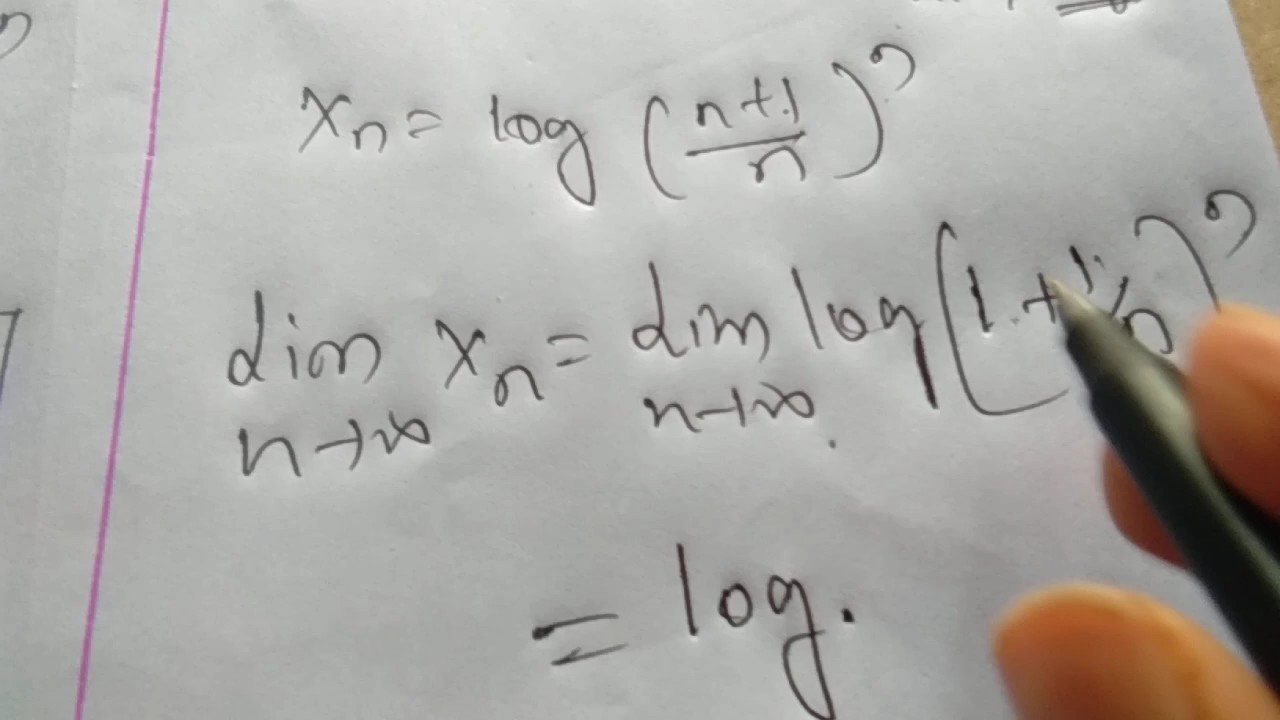 xn = log (n+1/n)^n
lim xn = lim log (1 + 1/n)^n
n→∞ n→∞
= log